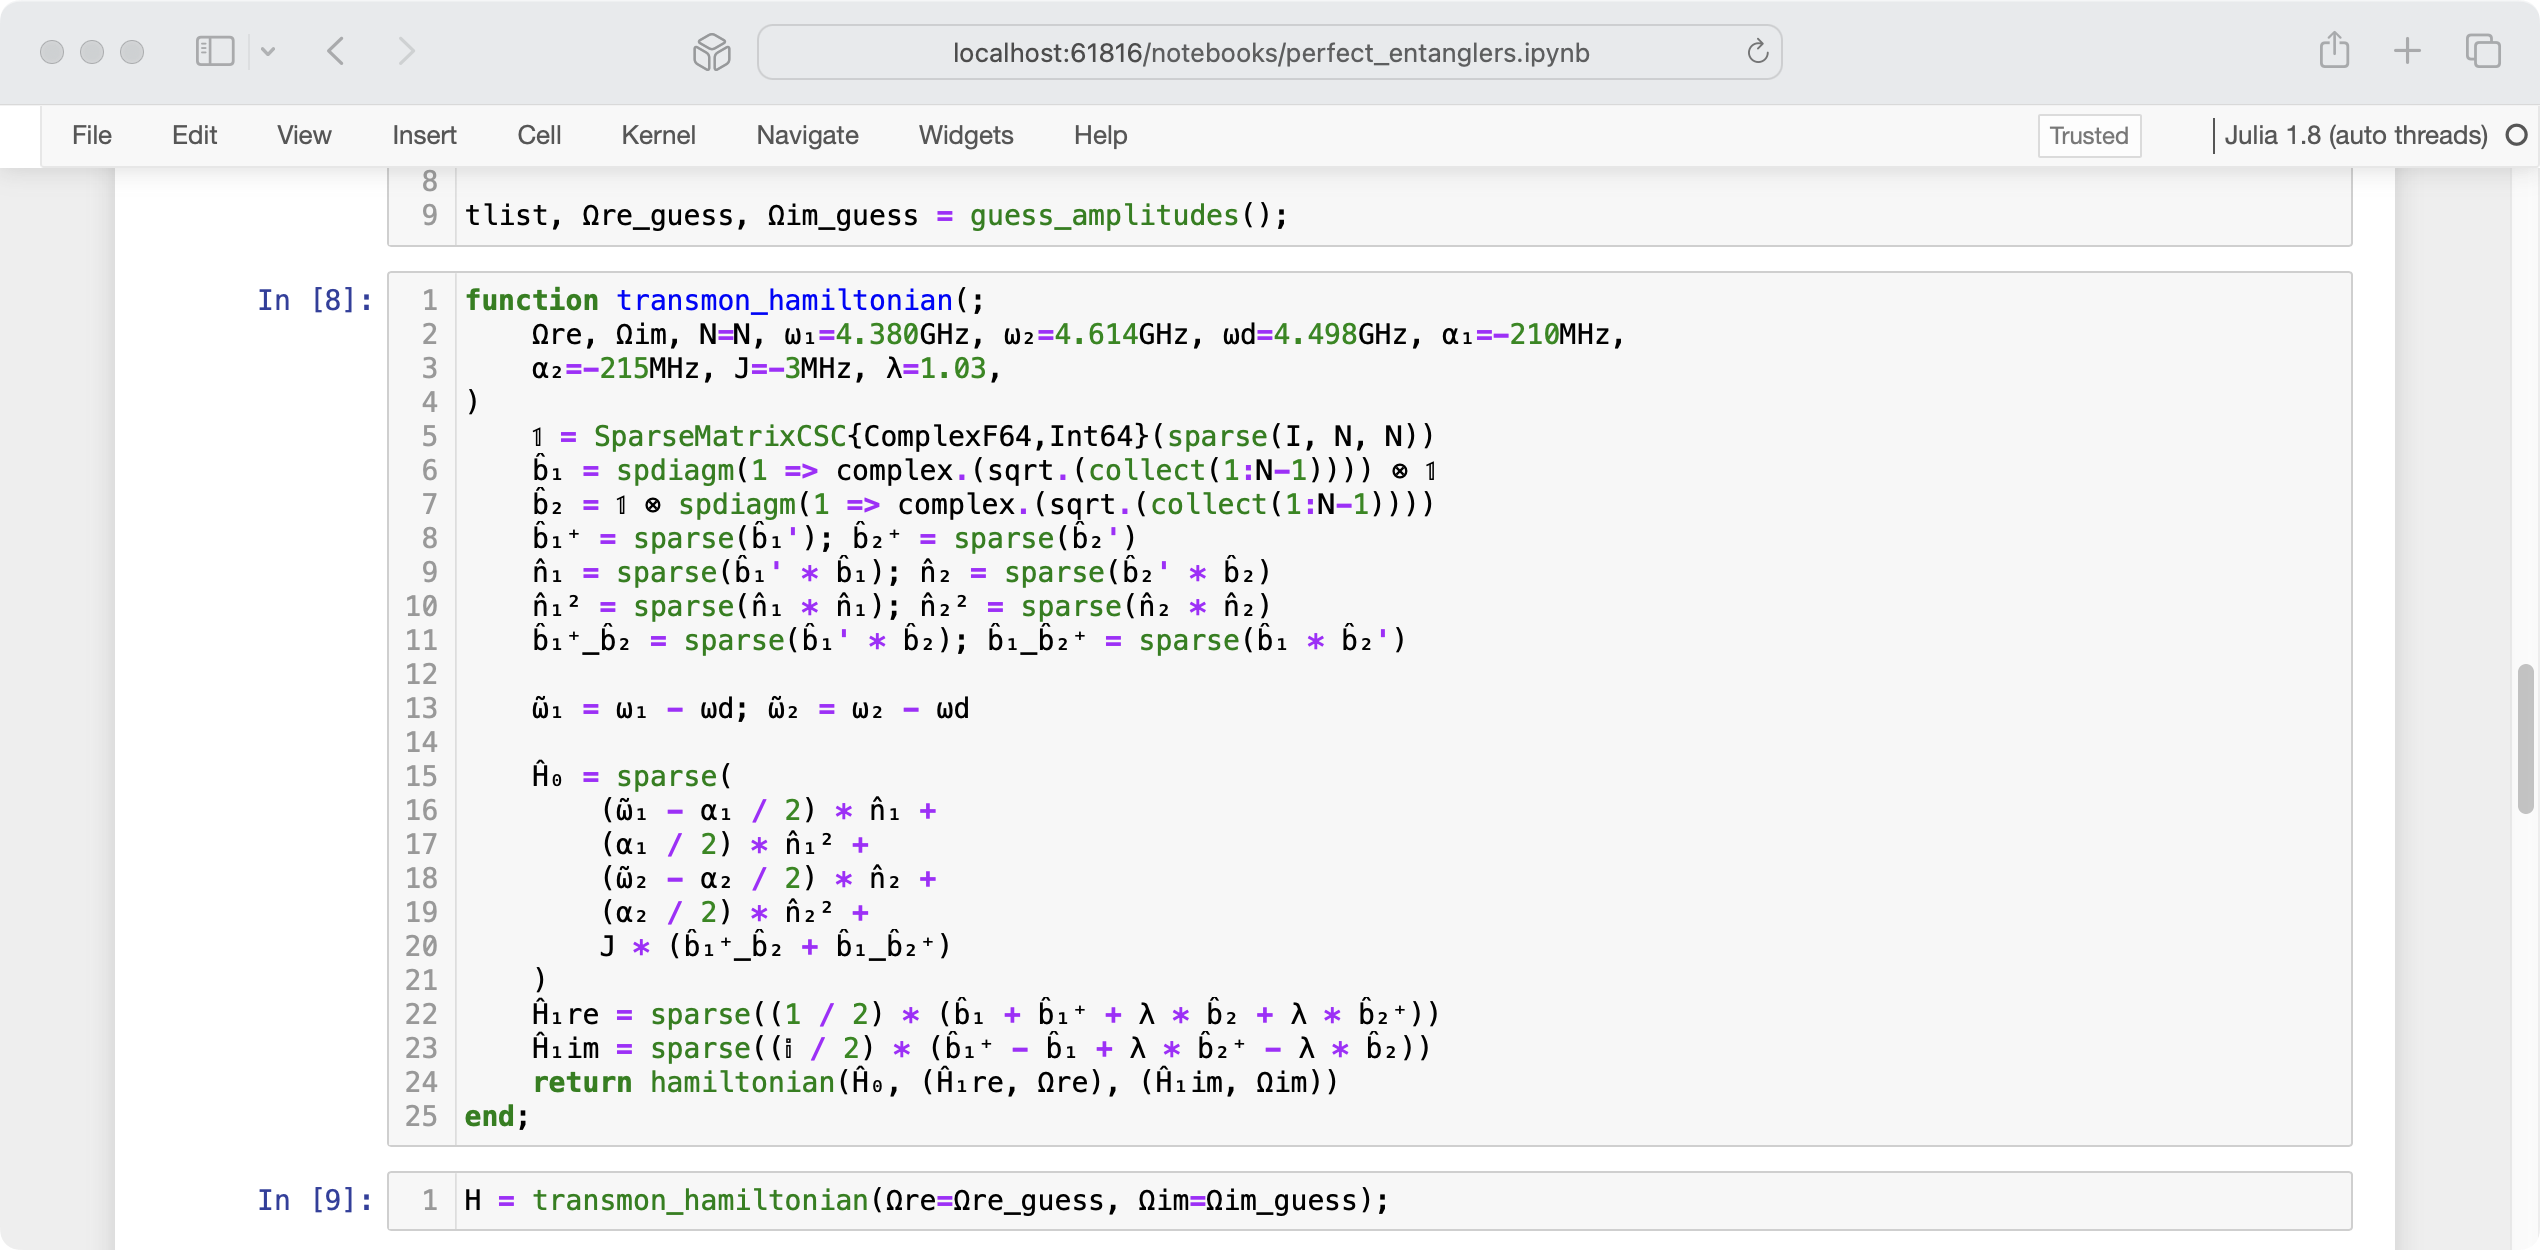 localhost:61816/notebooks/perfect_entanglers.ipynb
File Edit View Insert Cell Kernel Navigate Widgets Help Trusted Julia 1.8 (auto threads)
8
9 tlist, Ωre_guess, Ωim_guess = guess_amplitudes();
In [8]:
1 function transmon_hamiltonian(;
2     Ωre, Ωim, N=N, ω₁=4.380GHz, ω₂=4.614GHz, ωd=4.498GHz, α₁=-210MHz,
3     α₂=-215MHz, J=-3MHz, λ=1.03,
4 )
5     𝟙 = SparseMatrixCSC{ComplexF64,Int64}(sparse(I, N, N))
6     b̂₁ = spdiagm(1 => complex.(sqrt.(collect(1:N-1)))) ⊗ 𝟙
7     b̂₂ = 𝟙 ⊗ spdiagm(1 => complex.(sqrt.(collect(1:N-1))))
8     b̂₁⁺ = sparse(b̂₁'); b̂₂⁺ = sparse(b̂₂')
9     n̂₁ = sparse(b̂₁' * b̂₁); n̂₂ = sparse(b̂₂' * b̂₂)
10     n̂₁² = sparse(n̂₁ * n̂₁); n̂₂² = sparse(n̂₂ * n̂₂)
11     b̂₁⁺_b̂₂ = sparse(b̂₁' * b̂₂); b̂₁_b̂₂⁺ = sparse(b̂₁ * b̂₂')
12
13     ω̃₁ = ω₁ - ωd; ω̃₂ = ω₂ - ωd
14
15     Ĥ₀ = sparse(
16         (ω̃₁ - α₁ / 2) * n̂₁ +
17         (α₁ / 2) * n̂₁² +
18         (ω̃₂ - α₂ / 2) * n̂₂ +
19         (α₂ / 2) * n̂₂² +
20         J * (b̂₁⁺_b̂₂ + b̂₁_b̂₂⁺)
21     )
22     Ĥ₁re = sparse((1 / 2) * (b̂₁ + b̂₁⁺ + λ * b̂₂ + λ * b̂₂⁺))
23     Ĥ₁im = sparse((𝕚 / 2) * (b̂₁⁺ - b̂₁ + λ * b̂₂⁺ - λ * b̂₂))
24     return hamiltonian(Ĥ₀, (Ĥ₁re, Ωre), (Ĥ₁im, Ωim))
25 end;
In [9]:
1 H = transmon_hamiltonian(Ωre=Ωre_guess, Ωim=Ωim_guess);